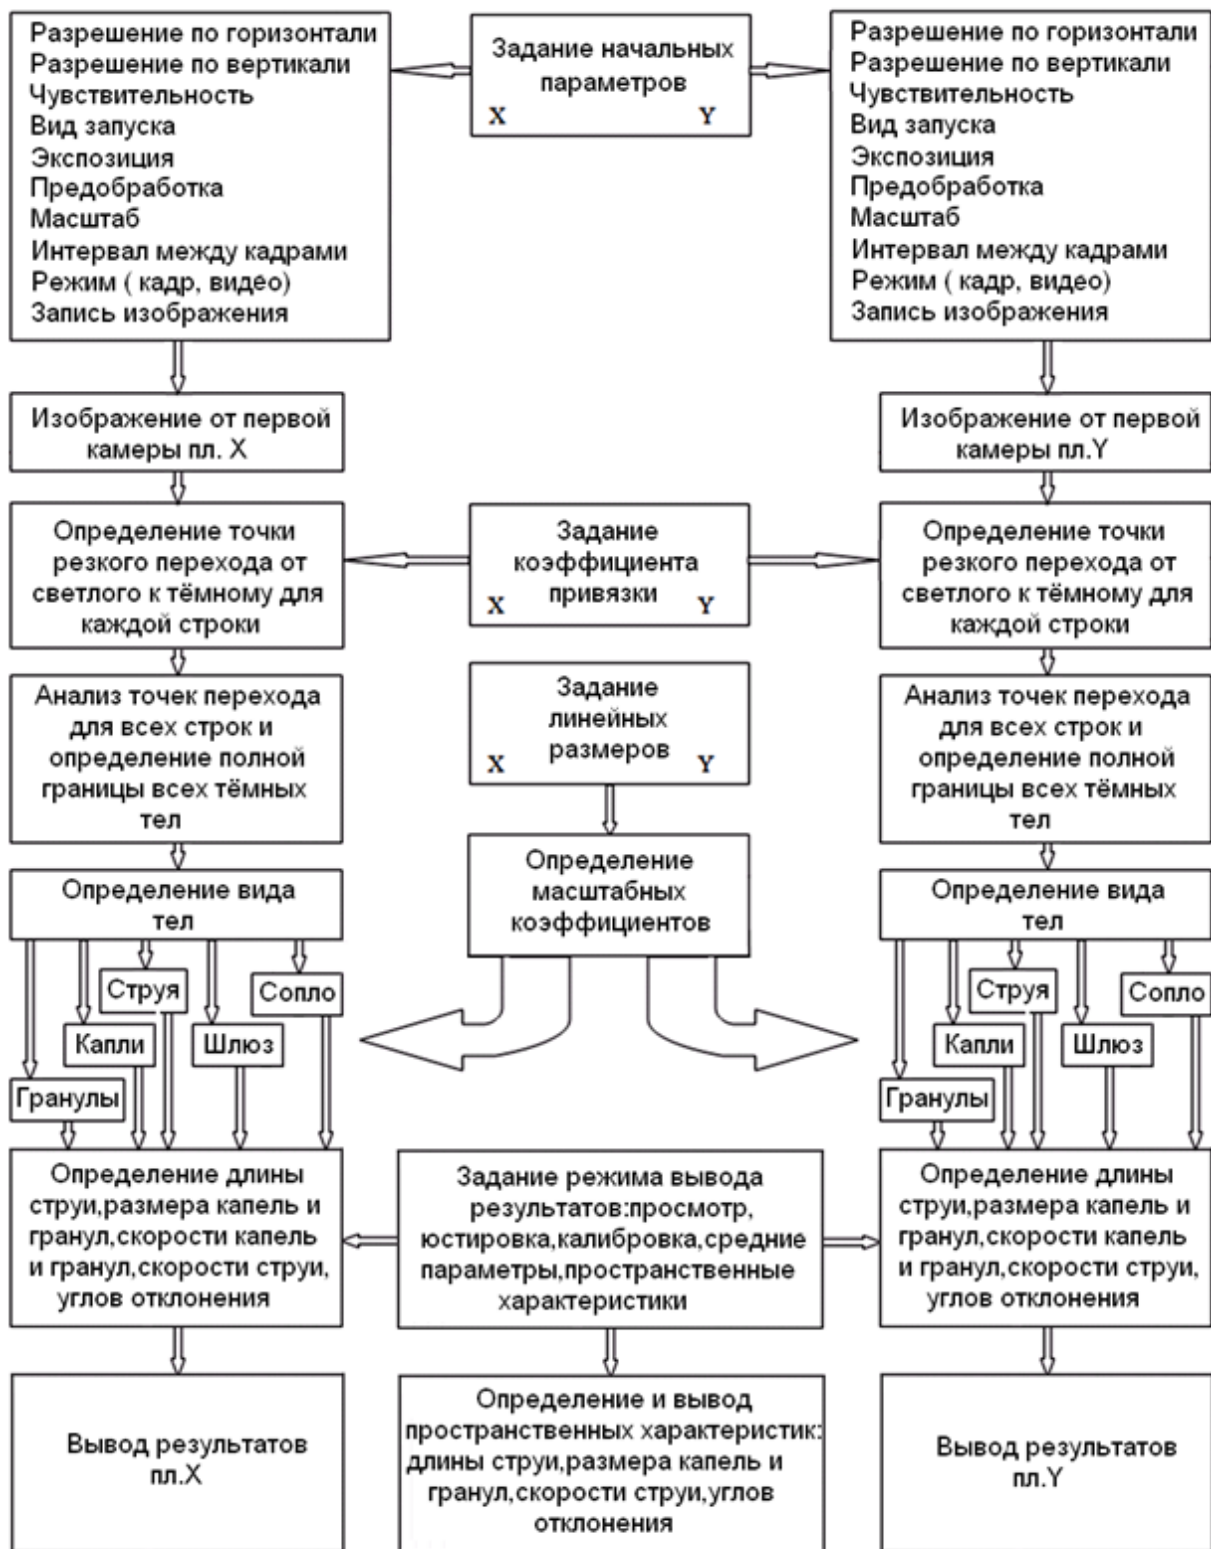 Разрешение по горизонтали
Разрешение по вертикали
Чувствительность
Вид запуска
Экспозиция
Предобработка
Масштаб
Интервал между кадрами
Режим ( кадр, видео)
Запись изображения
Задание начальных
параметров
X Y
Разрешение по горизонтали
Разрешение по вертикали
Чувствительность
Вид запуска
Экспозиция
Предобработка
Масштаб
Интервал между кадрами
Режим ( кадр, видео)
Запись изображения
Изображение от первой
камеры пл. X
Изображение от первой
камеры пл.Y
Определение точки
резкого перехода от
светлого к тёмному для
каждой строки
Задание
коэффициента
привязки
X Y
Определение точки
резкого перехода от
светлого к тёмному для
каждой строки
Анализ точек перехода
для всех строк и
определение полной
границы всех тёмных
тел
Задание
линейных
размеров
X Y
Анализ точек перехода
для всех строк и
определение полной
границы всех тёмных
тел
Определение
масштабных
коэффициентов
Определение вида
тел
Струя
Сопло
Капли
Шлюз
Гранулы
Определение вида
тел
Струя
Сопло
Капли
Шлюз
Гранулы
Определение длины
струи,размера капель и
гранул,скорости капель
и гранул,скорости струи,
углов отклонения
Задание режима вывода
результатов:просмотр,
юстировка,калибровка,средние
параметры,пространственные
характеристики
Определение длины
струи,размера капель и
гранул,скорости капель
и гранул,скорости струи,
углов отклонения
Вывод результатов
пл.X
Определение и вывод
пространственных характеристик:
длины струи,размера капель и
гранул,скорости струи,углов
отклонения
Вывод результатов
пл.Y